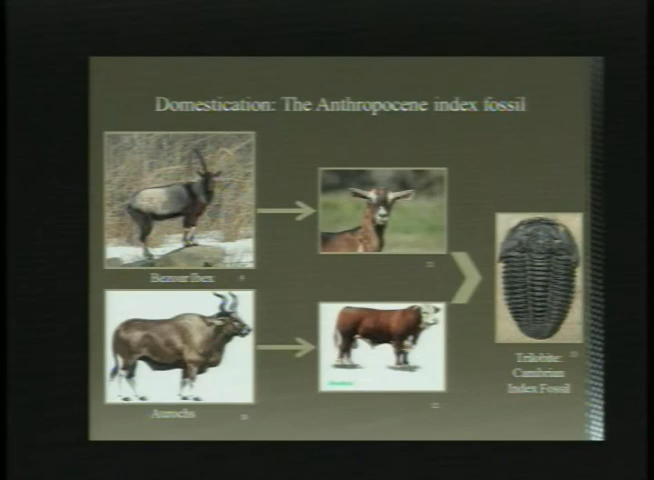 Domestication: The Anthropocene index fossil
Bezoar Ibex
Aurochs
Trilobite:
Cambrian
Index Fossil